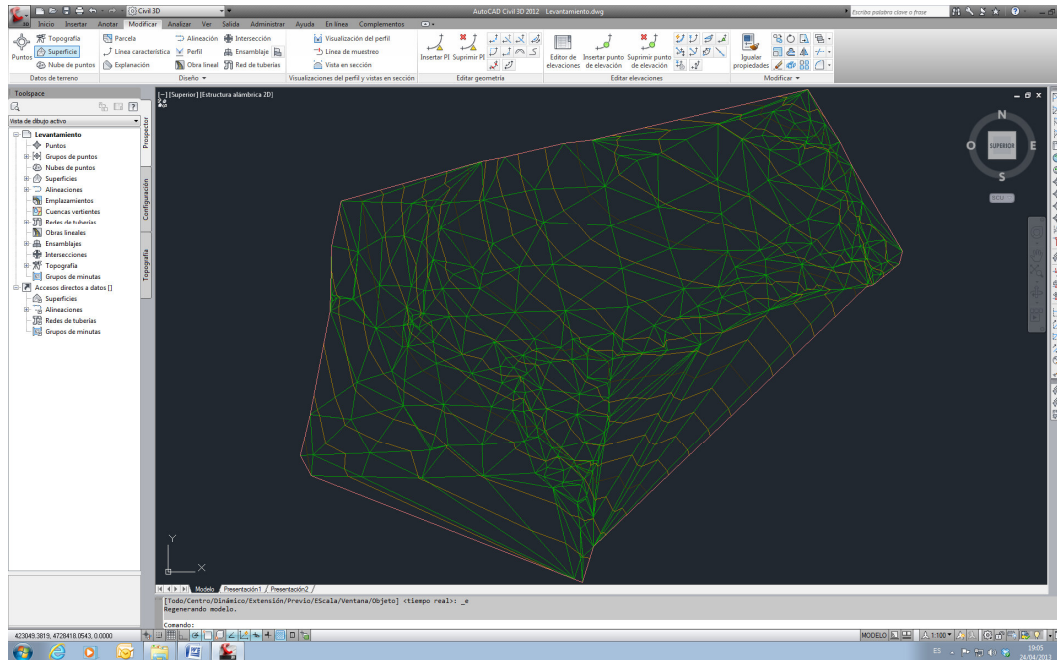 Civil 3D
AutoCAD Civil 3D 2012 Levantamiento.dwg
Escriba palabra clave o frase
Inicio Insertar Anotar Modificar Analizar Ver Salida Administrar Ayuda En línea Complementos
Puntos
Topografía
Superficie
Nube de puntos
Datos de terreno
Parcela
Línea característica
Explanación
Alineación
Perfil
Obra lineal
Intersección
Ensamblaje
Red de tuberías
Diseño
Visualización del perfil
Línea de muestreo
Vista en sección
Visualizaciones del perfil y vistas en sección
Insertar PI
Suprimir PI
Editar geometría
Editor de elevaciones
Insertar punto de elevación
Suprimir punto de elevación
Editar elevaciones
Igualar propiedades
Modificar
Toolspace
Vista de dibujo activo
Levantamiento
Puntos
Grupos de puntos
Nubes de puntos
Superficies
Alineaciones
Emplazamientos
Cuencas vertientes
Redes de tuberías
Obras lineales
Ensamblajes
Intersecciones
Topografía
Grupos de minutas
Accesos directos a datos []
Superficies
Alineaciones
Redes de tuberías
Grupos de minutas
Prospector
Configuración
Topografía
[−][Superior][Estructura alámbrica 2D]
N
O SUPERIOR E
S
OCU
Y
X
Modelo Presentación1 Presentación2
[Todo/Centro/Dinámico/Extensión/Previo/EScala/Ventana/Objeto] <tiempo real>: _e
Regenerando modelo.
Comando:
423049.3819, 4728418.0543, 0.0000
MODELO
1:100
ES
19:05
24/04/2013